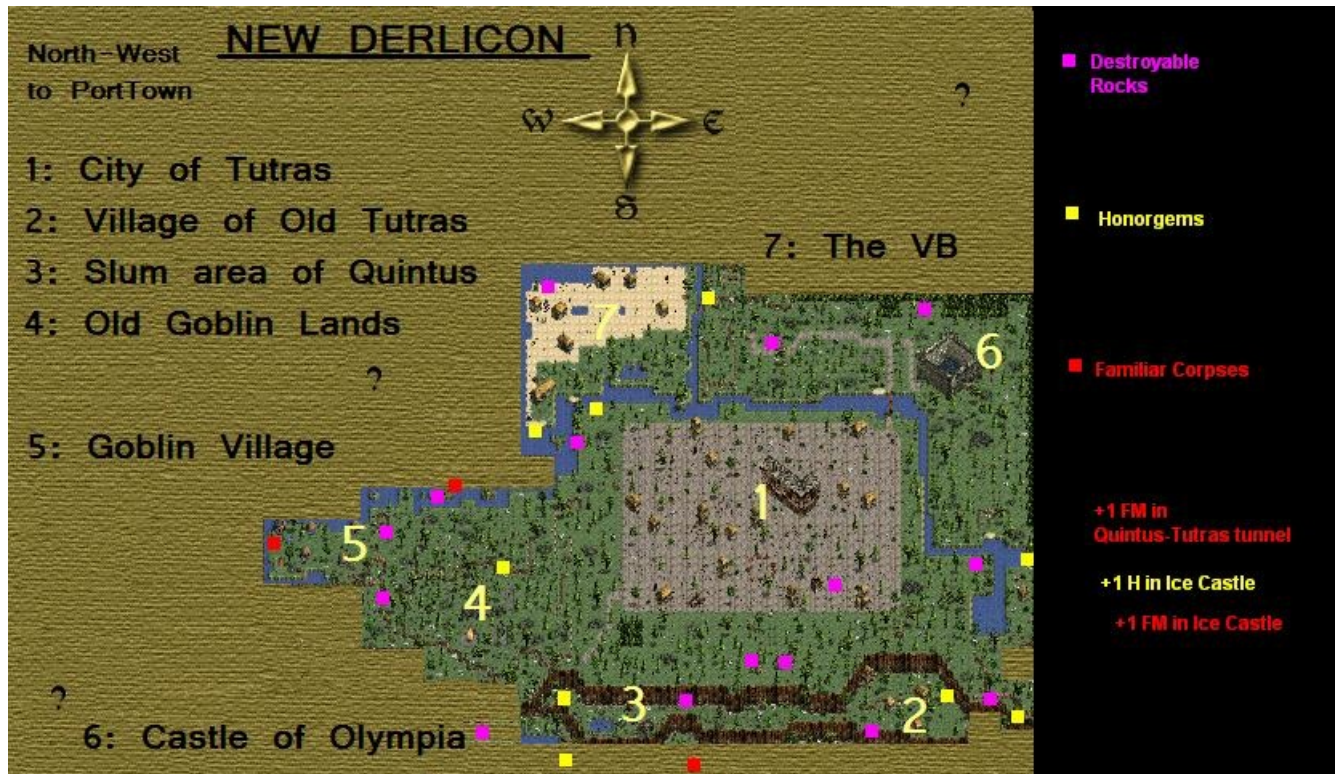 NEW DERLICON
North-West
to PortTown
N
W E
S
?
1: City of Tutras
2: Village of Old Tutras
3: Slum area of Quintus
4: Old Goblin Lands
7: The VB
?
5: Goblin Village
?
6: Castle of Olympia
7
6
1
5
4
3
2
Destroyable
Rocks
Honorgems
Familiar Corpses
+1 FM in
Quintus-Tutras tunnel
+1 H in Ice Castle
+1 FM in Ice Castle